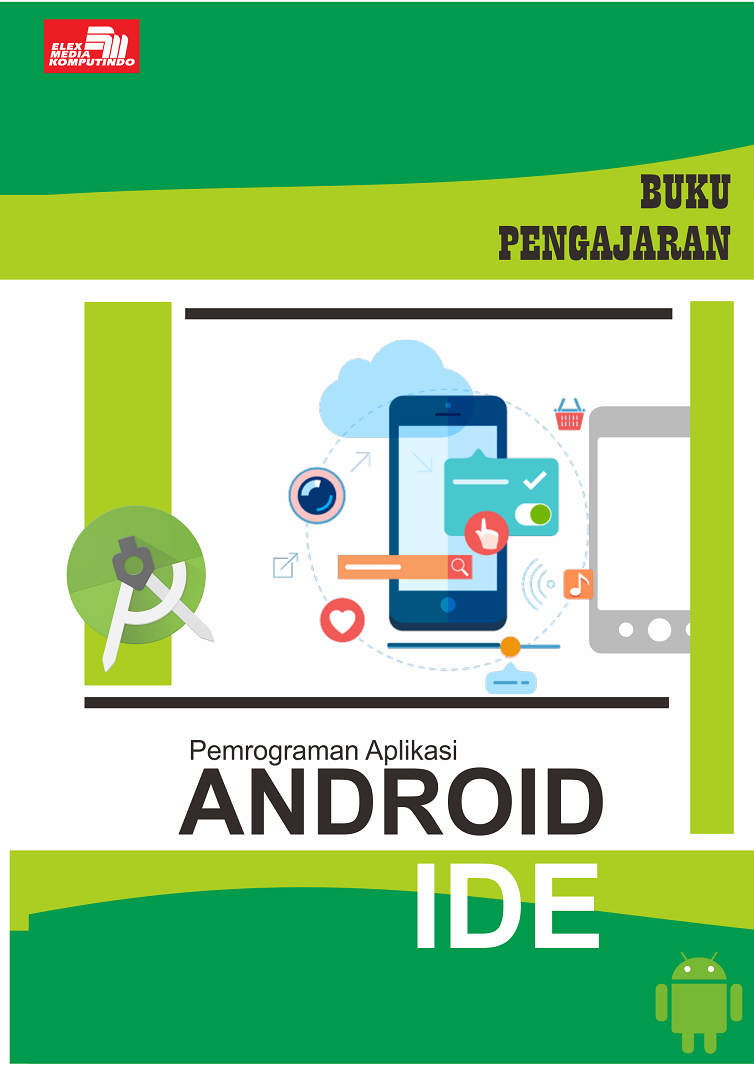 ELEX
MEDIA
KOMPUTINDO
BUKU
PENGAJARAN
Pemrograman Aplikasi
ANDROID
IDE